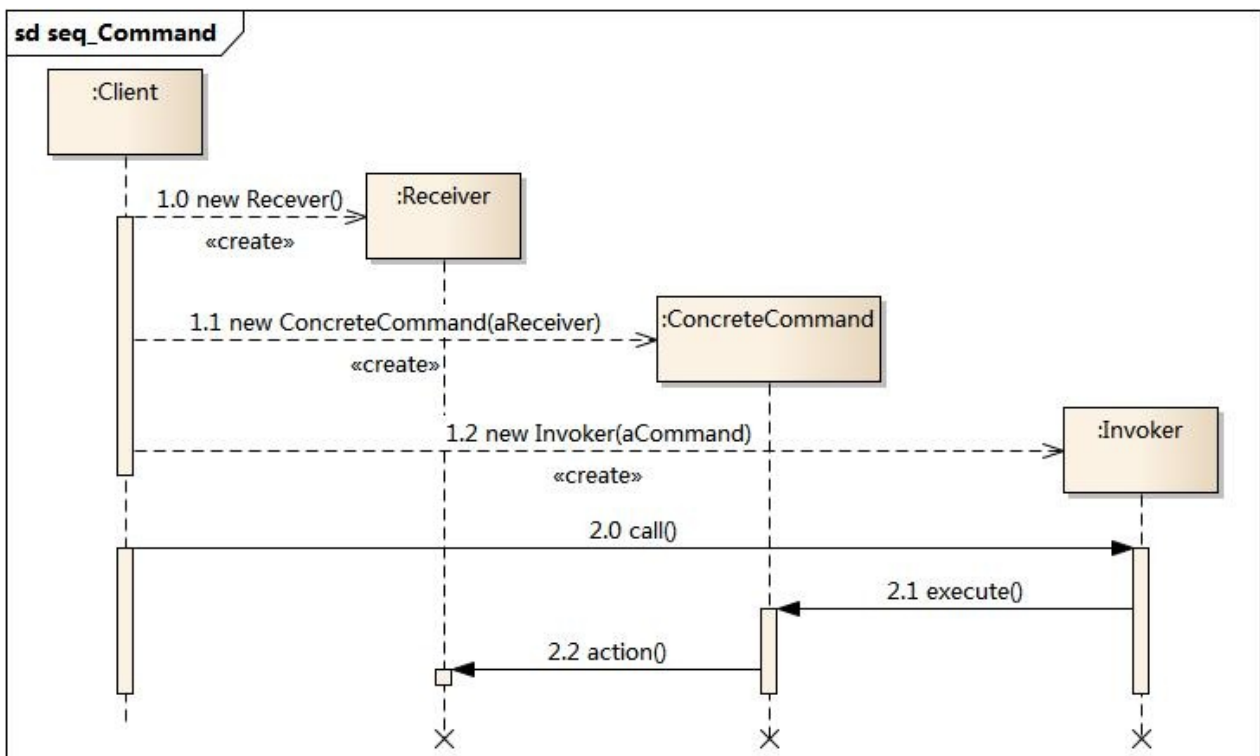 sd seq_Command
:Client
1.0 new Recever()
«create»
:Receiver
1.1 new ConcreteCommand(aReceiver)
«create»
:ConcreteCommand
1.2 new Invoker(aCommand)
«create»
:Invoker
2.0 call()
2.1 execute()
2.2 action()